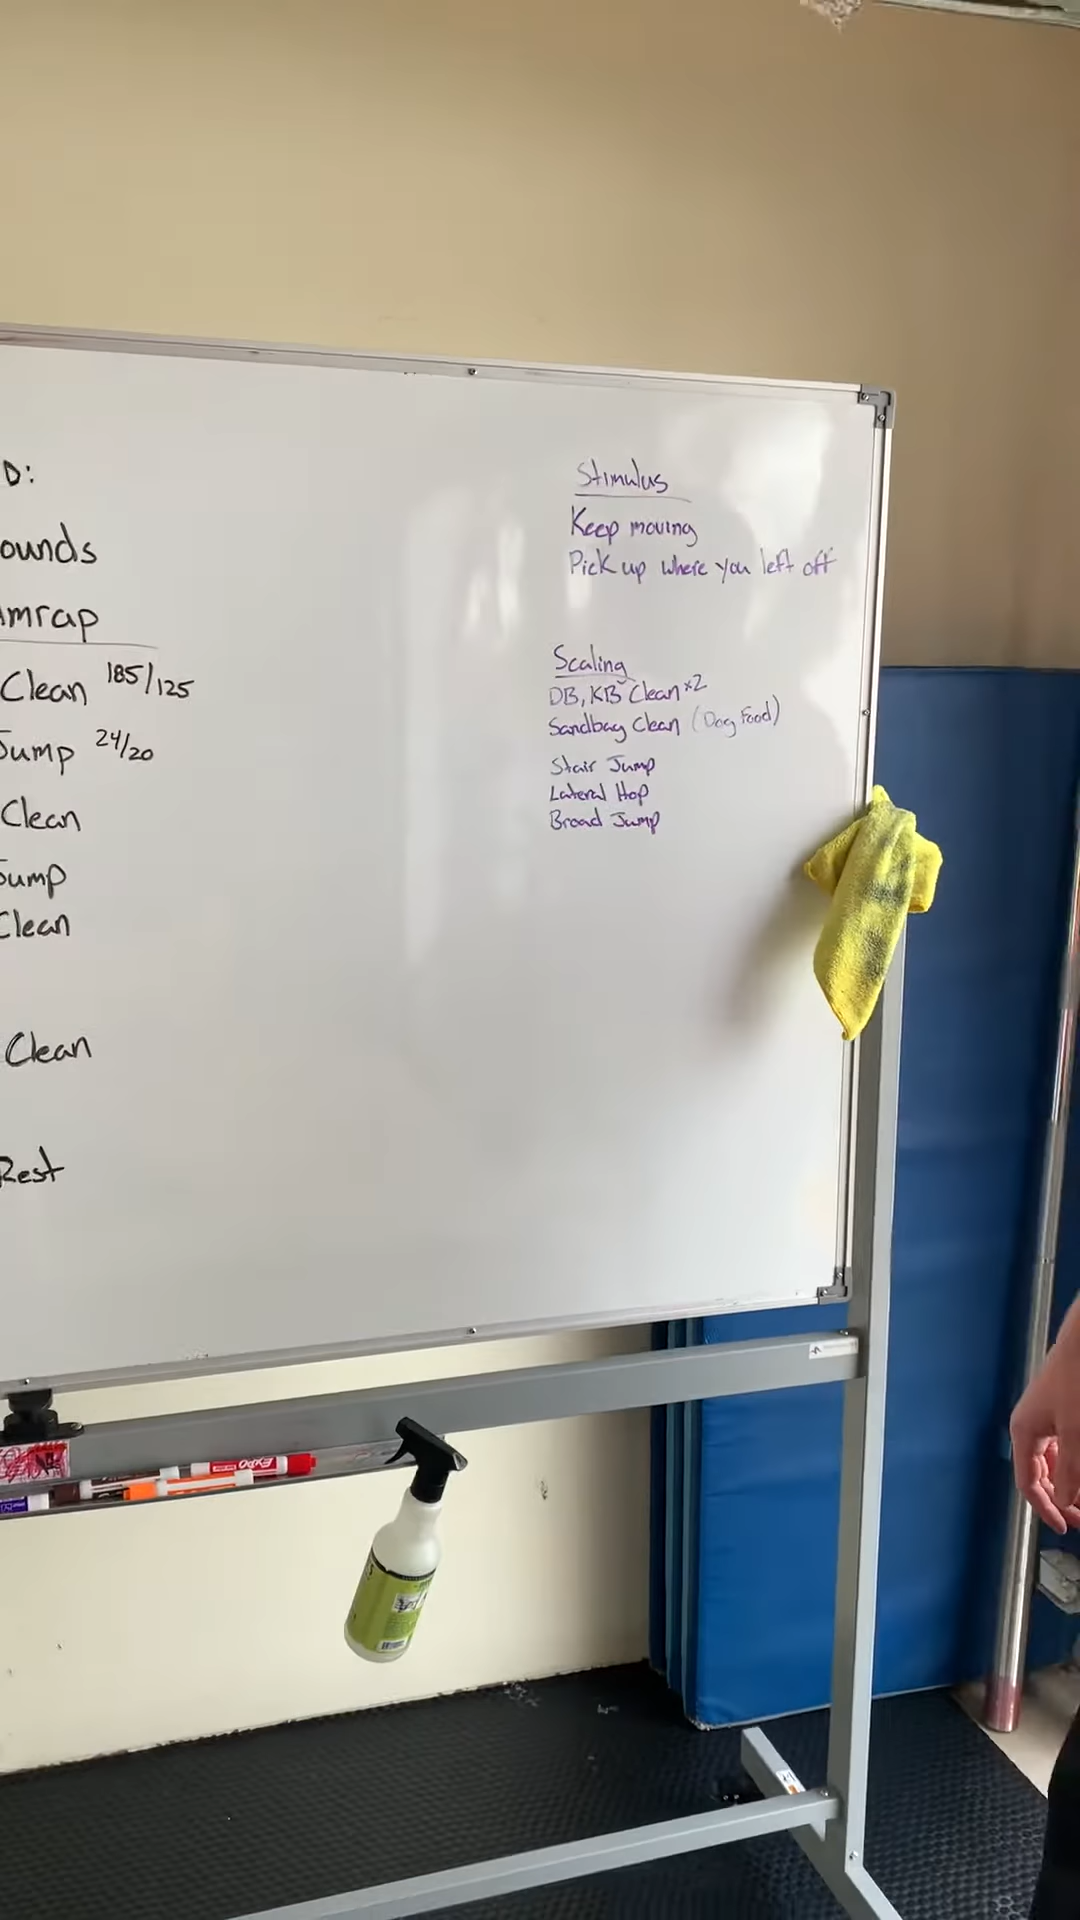 D:
ounds
mrap
Clean 185/125
Jump 24/20
Clean
Jump
Clean
Clean
Rest
Stimulus
Keep moving
Pick up where you left off
Scaling
DB, KB Clean x2
Sandbag Clean (Dog Food)
Stair Jump
Lateral Hop
Broad Jump
EXPO